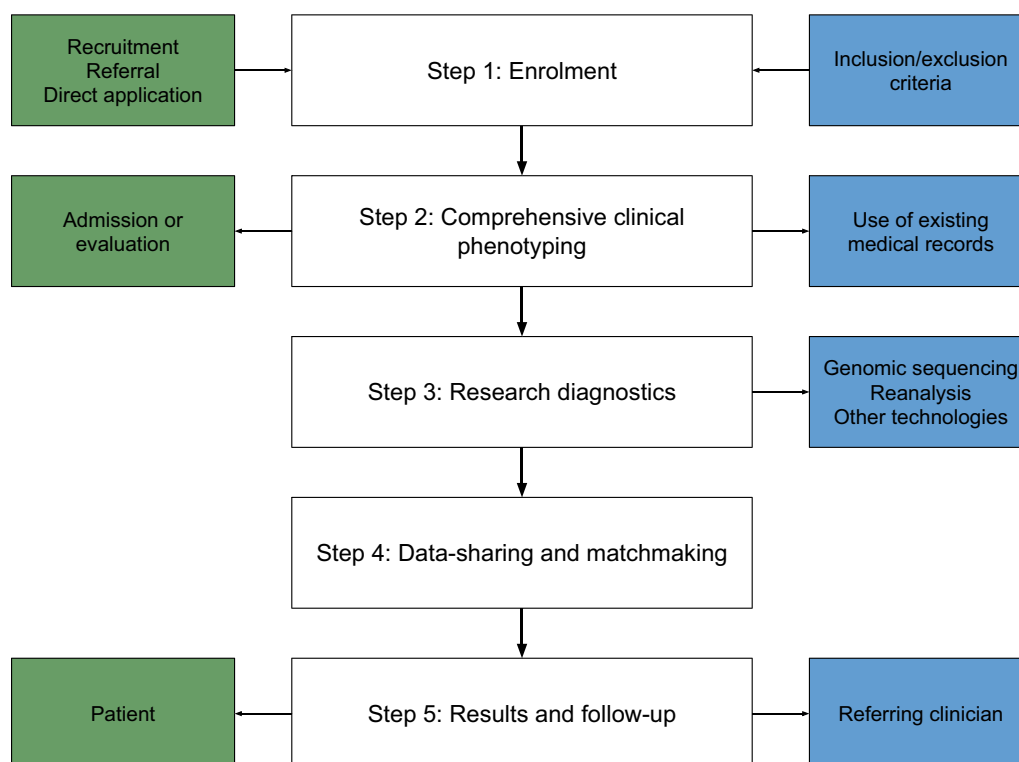 Recruitment
Referral
Direct application
Step 1: Enrolment
Inclusion/exclusion
criteria
Admission or
evaluation
Step 2: Comprehensive clinical
phenotyping
Use of existing
medical records
Step 3: Research diagnostics
Genomic sequencing
Reanalysis
Other technologies
Step 4: Data-sharing and matchmaking
Patient
Step 5: Results and follow-up
Referring clinician